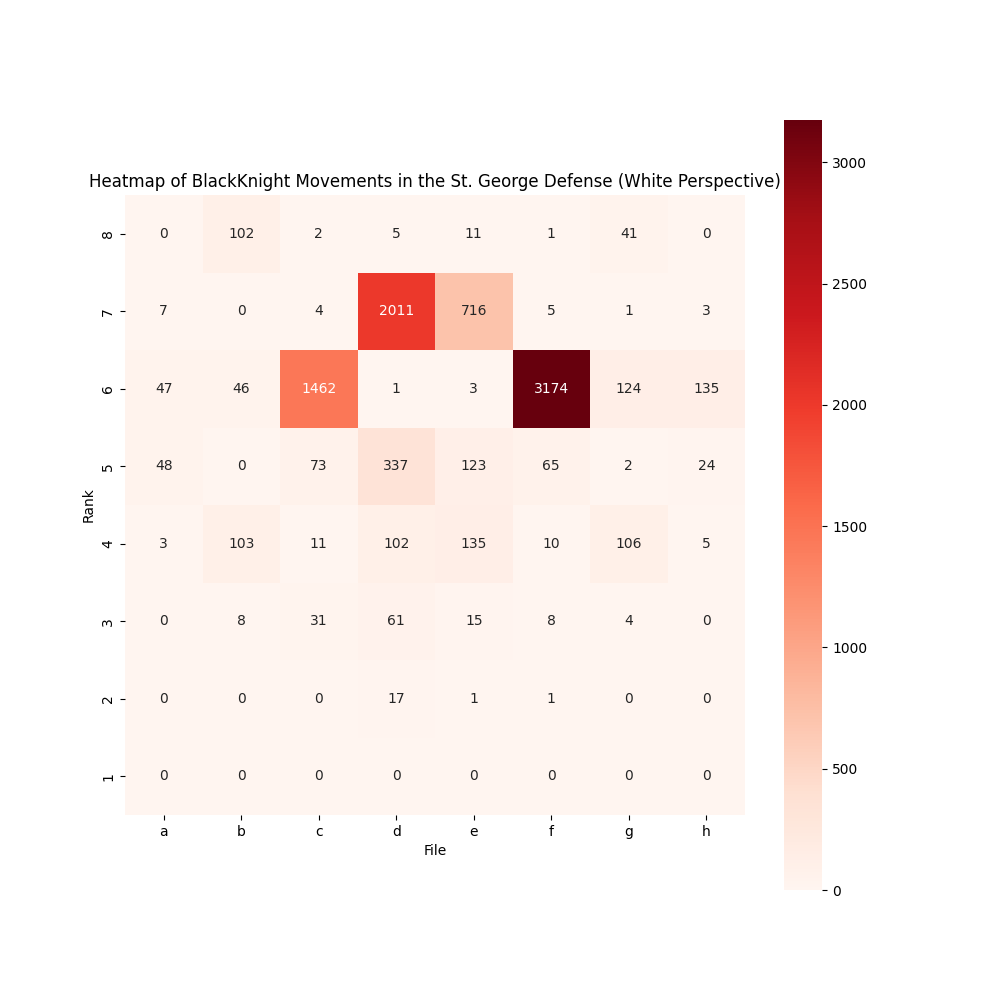 Heatmap of BlackKnight Movements in the St. George Defense (White Perspective)
8 0 102 2 5 11 1 41 0
7 7 0 4 2011 716 5 1 3
6 47 46 1462 1 3 3174 124 135
5 48 0 73 337 123 65 2 24
4 3 103 11 102 135 10 106 5
3 0 8 31 61 15 8 4 0
2 0 0 0 17 1 1 0 0
1 0 0 0 0 0 0 0 0
a b c d e f g h
File
Rank
3000
2500
2000
1500
1000
500
0